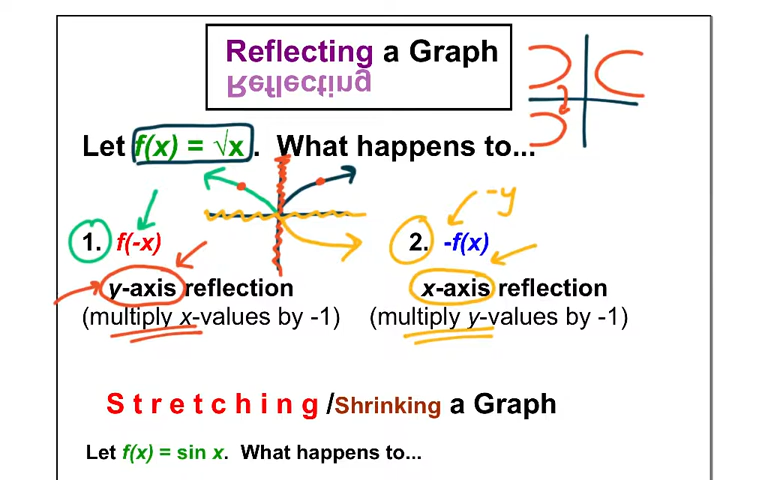 Reflecting a Graph
Reflecting
Let f(x) = √x. What happens to...
-y
1. f(-x)
2. -f(x)
y-axis reflection
x-axis reflection
(multiply x-values by -1)
(multiply y-values by -1)
Stretching/Shrinking a Graph
Let f(x) = sin x. What happens to...